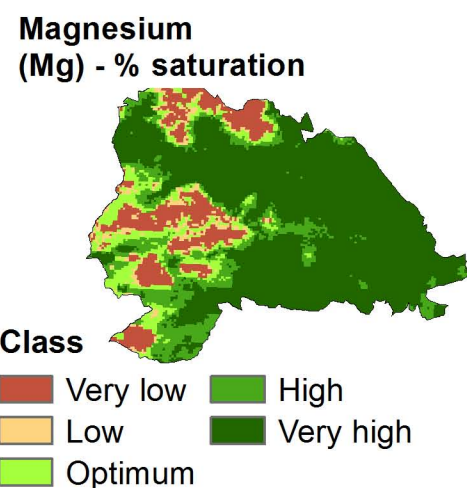 Magnesium
(Mg) - % saturation
Class
Very low
High
Low
Very high
Optimum